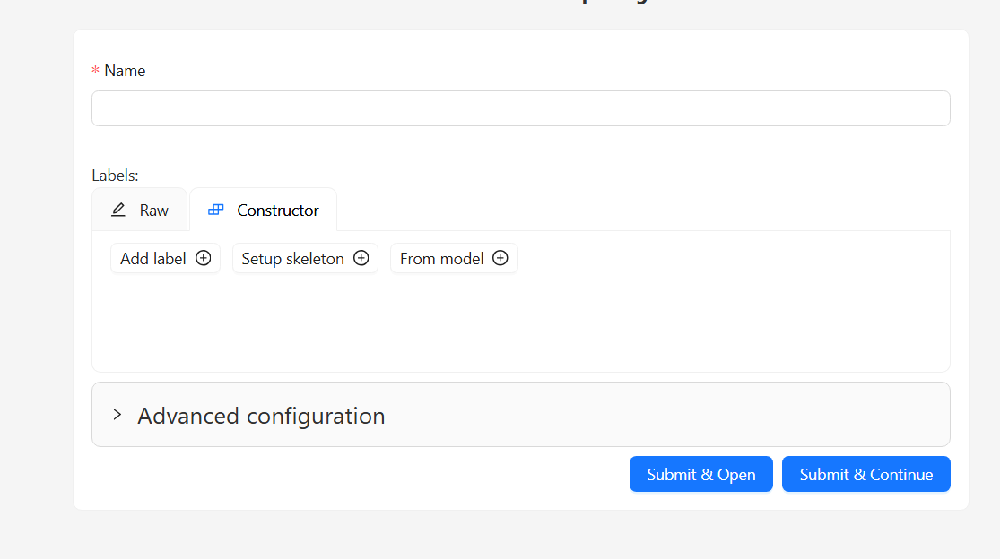 * Name
Labels:
Raw Constructor
Add label Setup skeleton From model
Advanced configuration
Submit & Open Submit & Continue